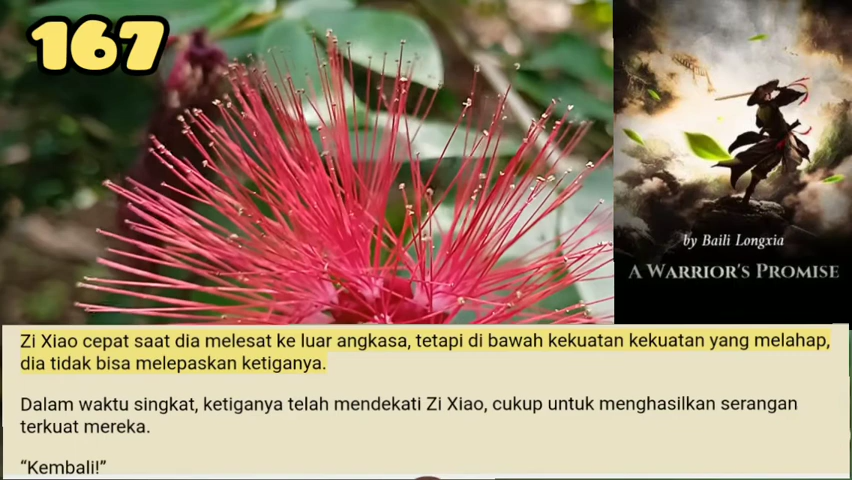 167
by Baili Longxia
A WARRIOR'S PROMISE
Zi Xiao cepat saat dia melesat ke luar angkasa, tetapi di bawah kekuatan kekuatan yang melahap,
dia tidak bisa melepaskan ketiganya.
Dalam waktu singkat, ketiganya telah mendekati Zi Xiao, cukup untuk menghasilkan serangan
terkuat mereka.
“Kembali!”